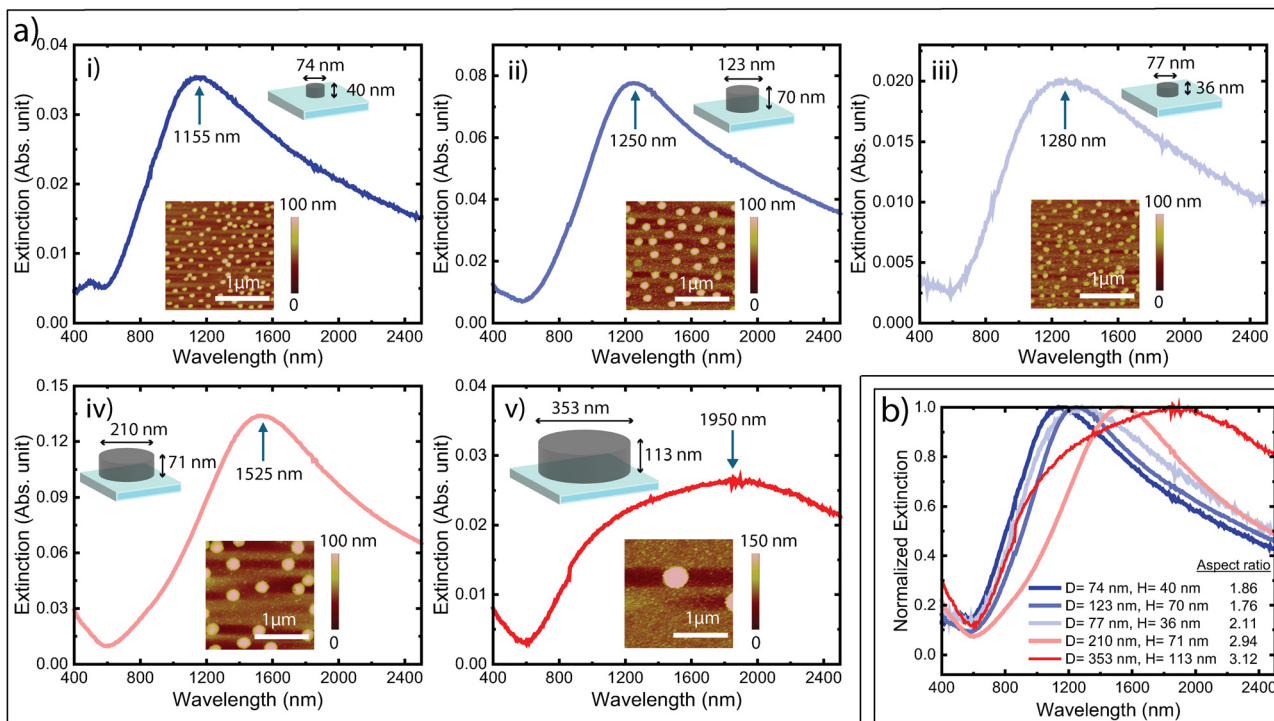 a)
i)
74 nm
40 nm
1155 nm
100 nm
0
1µm
Extinction (Abs. unit)
0.04
0.03
0.02
0.01
0.00
400 800 1200 1600 2000 2400
Wavelength (nm)
ii)
123 nm
70 nm
1250 nm
100 nm
0
1µm
Extinction (Abs. unit)
0.08
0.06
0.04
0.02
0.00
400 800 1200 1600 2000 2400
Wavelength (nm)
iii)
77 nm
36 nm
1280 nm
100 nm
0
1µm
Extinction (Abs. unit)
0.020
0.015
0.010
0.005
0.000
400 800 1200 1600 2000 2400
Wavelength (nm)
iv)
210 nm
71 nm
1525 nm
100 nm
0
1µm
Extinction (Abs. unit)
0.15
0.12
0.09
0.06
0.03
0.00
400 800 1200 1600 2000 2400
Wavelength (nm)
v)
353 nm
113 nm
1950 nm
150 nm
0
1µm
Extinction (Abs. unit)
0.04
0.03
0.02
0.01
0.00
400 800 1200 1600 2000 2400
Wavelength (nm)
b)
Normalized Extinction
1.0
0.8
0.6
0.4
0.2
0.0
Aspect ratio
D= 74 nm, H= 40 nm 1.86
D= 123 nm, H= 70 nm 1.76
D= 77 nm, H= 36 nm 2.11
D= 210 nm, H= 71 nm 2.94
D= 353 nm, H= 113 nm 3.12
400 800 1200 1600 2000 2400
Wavelength (nm)